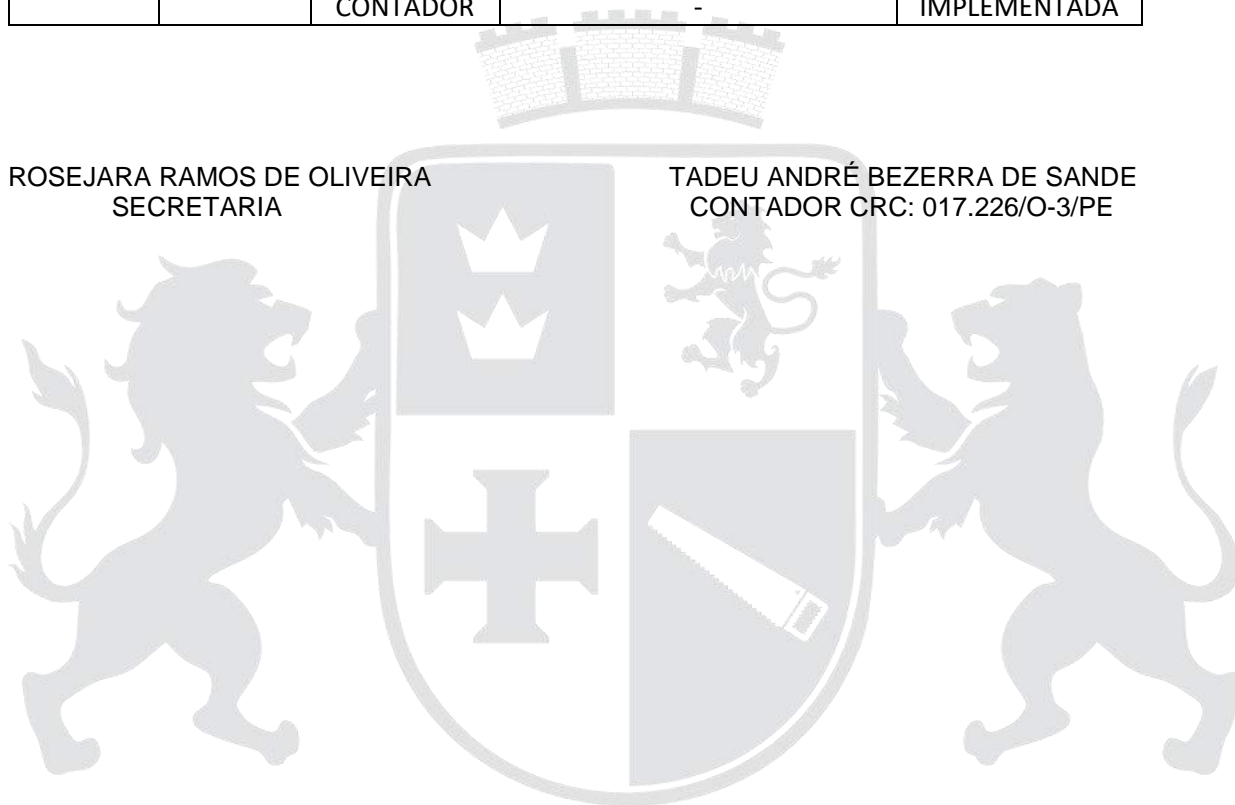 CONTADOR - IMPLEMENTADA
ROSEJARA RAMOS DE OLIVEIRA TADEU ANDRÉ BEZERRA DE SANDE
SECRETARIA CONTADOR CRC: 017.226/O-3/PE